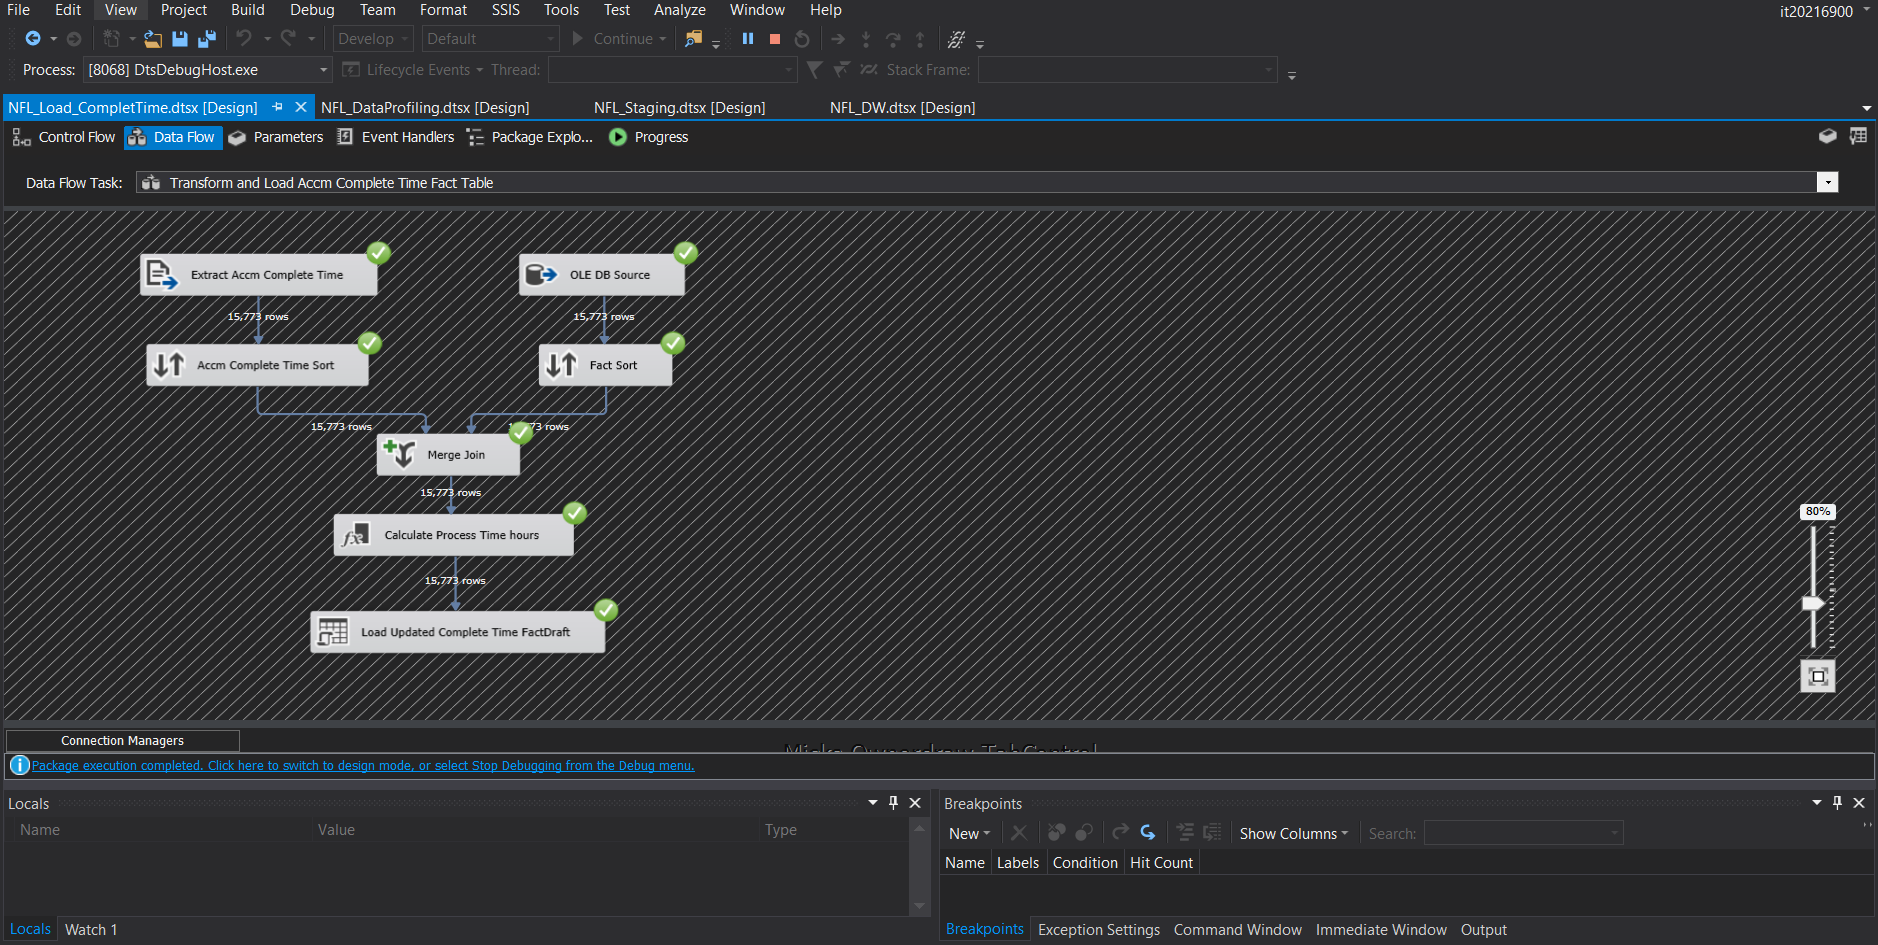 File Edit View Project Build Debug Team Format SSIS Tools Test Analyze Window Help
it20216900
Develop Default Continue
Process: [8068] DtsDebugHost.exe Lifecycle Events Thread: Stack Frame:
NFL_Load_CompletTime.dtsx [Design] NFL_DataProfiling.dtsx [Design] NFL_Staging.dtsx [Design] NFL_DW.dtsx [Design]
Control Flow Data Flow Parameters Event Handlers Package Explo... Progress
Data Flow Task: Transform and Load Accm Complete Time Fact Table
Extract Accm Complete Time OLE DB Source
15,773 rows 15,773 rows
Accm Complete Time Sort Fact Sort
15,773 rows 73 rows
Merge Join
15,773 rows
80%
fx Calculate Process Time hours
15,773 rows
Load Updated Complete Time FactDraft
Connection Managers
Package execution completed. Click here to switch to design mode, or select Stop Debugging from the Debug menu.
Locals Breakpoints
Name Value Type
New Show Columns Search:
Name Labels Condition Hit Count
Locals Watch 1
Breakpoints Exception Settings Command Window Immediate Window Output